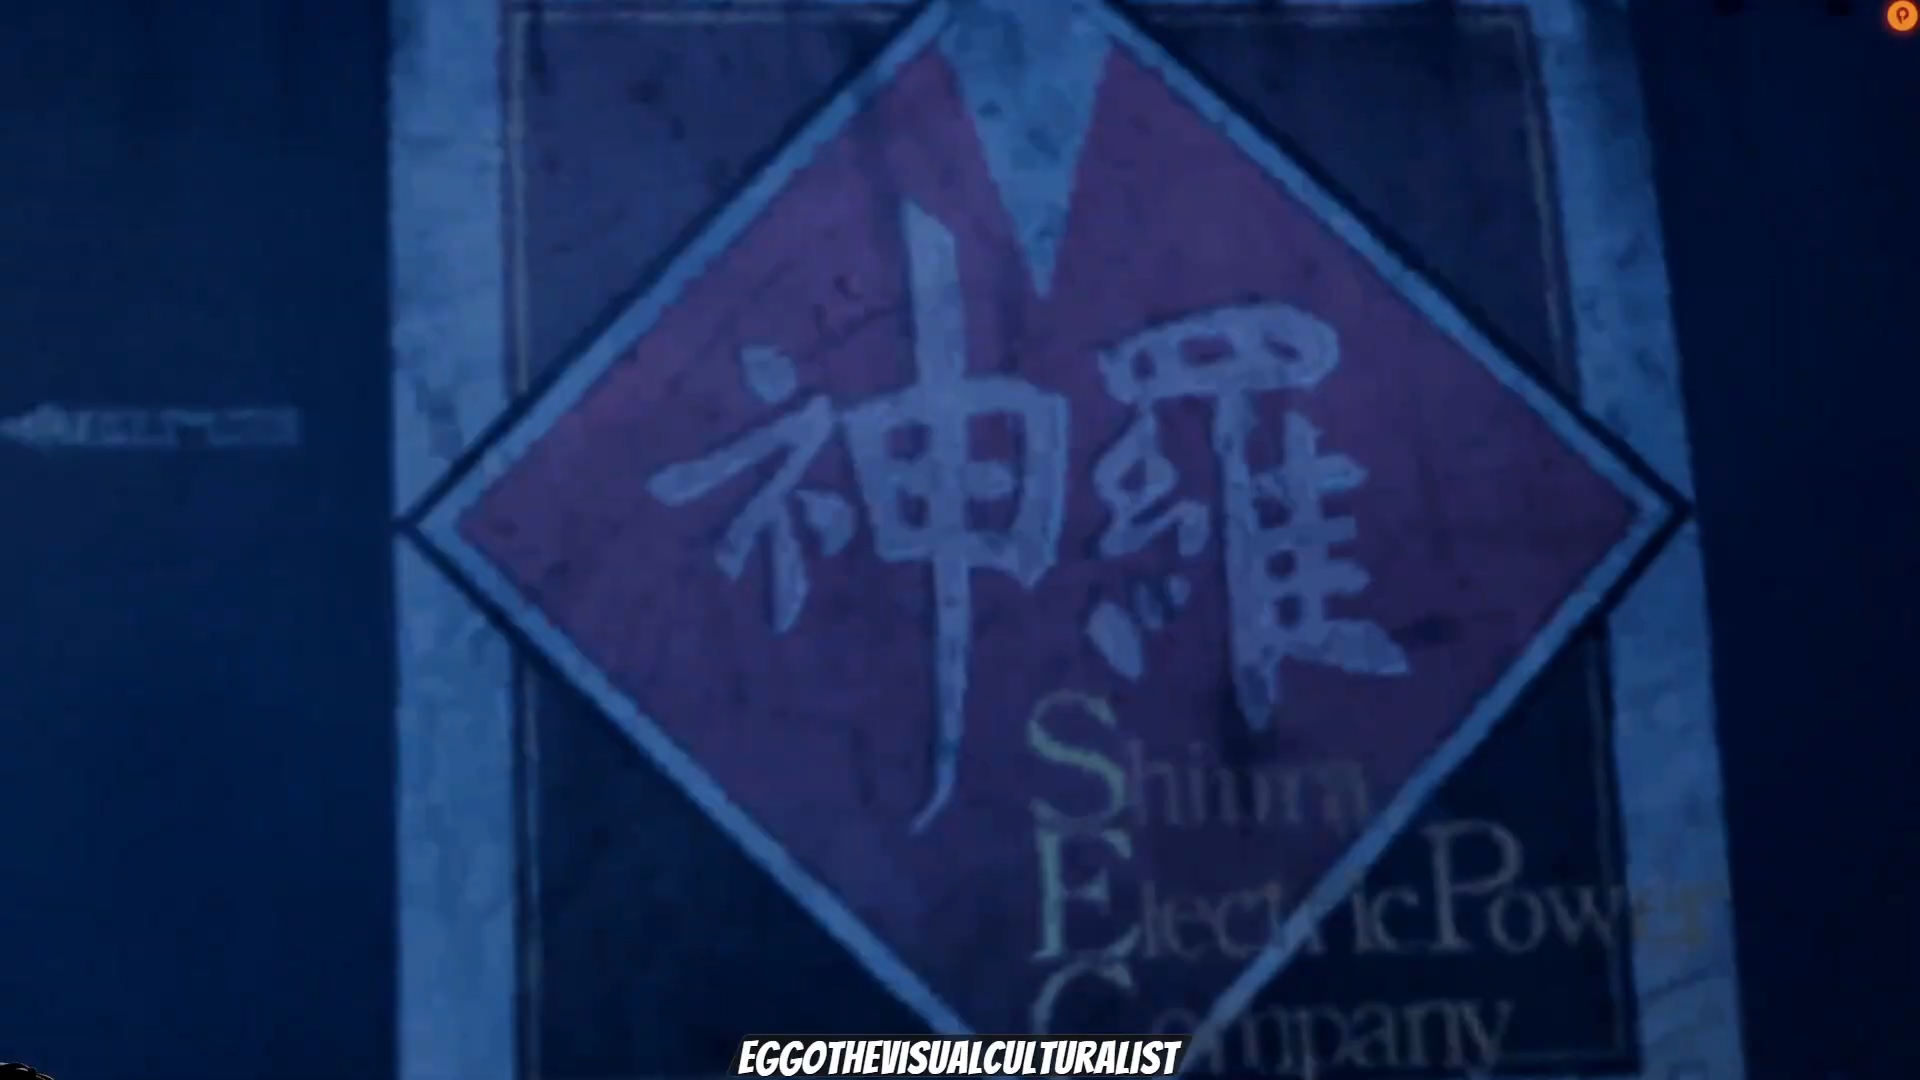 神羅
Shinra
Electric Power
Company
EGGOTHEVISUALCULTURALIST